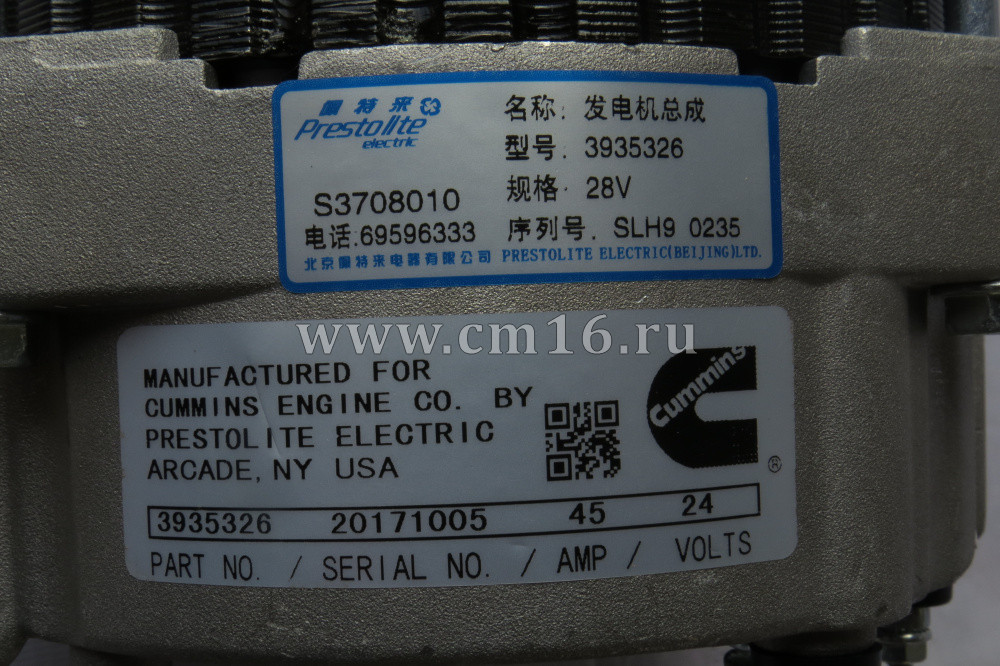 佩特来
Prestolite
electric
S3708010
电话:69596333
名称: 发电机总成
型号: 3935326
规格: 28V
序列号. SLH9 0235
北京佩特来电器有限公司 PRESTOLITE ELECTRIC(BEIJING)LTD.
www.cm16.ru
MANUFACTURED FOR
CUMMINS ENGINE CO. BY
PRESTOLITE ELECTRIC
ARCADE, NY USA
Cummins
®
3935326 20171005 45 24
PART NO. / SERIAL NO. / AMP / VOLTS